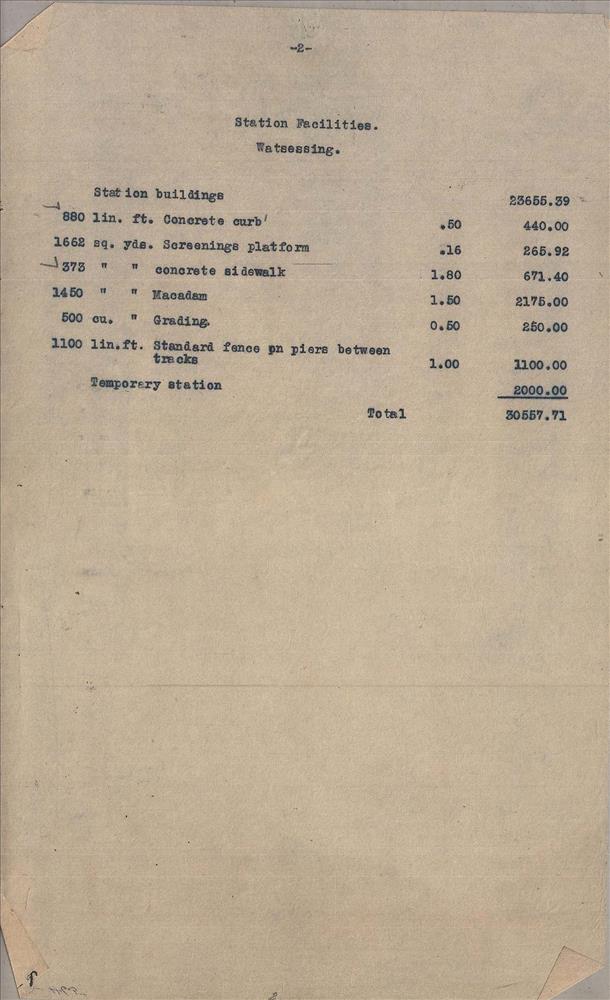 -2-
Station Facilities.
Watsessing.
Station buildings 23655.39
880 lin. ft. Concrete curb .50 440.00
1662 sq. yds. Screenings platform .16 265.92
373 " " concrete sidewalk 1.80 671.40
1450 " " Macadam 1.50 2175.00
500 cu. " Grading. 0.50 250.00
1100 lin.ft. Standard fence pn piers between
tracks 1.00 1100.00
Temporary station 2000.00
Total 30557.71